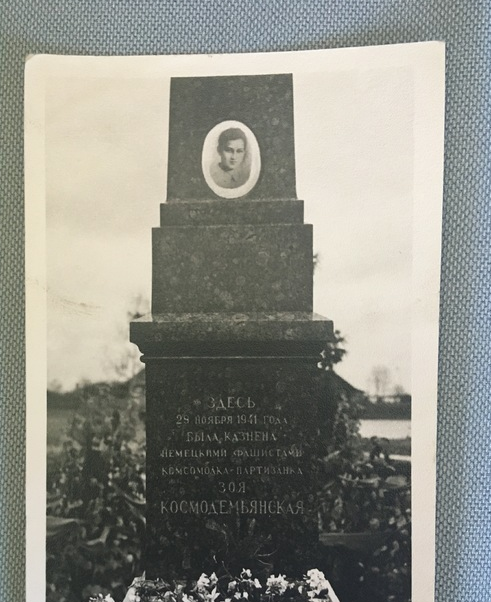 ЗДЕСЬ
29 НОЯБРЯ 1941 ГОДА
БЫЛА КАЗНЕНА
НЕМЕЦКИМИ ФАШИСТАМИ
КОМСОМОЛКА-ПАРТИЗАНКА
ЗОЯ
КОСМОДЕМЬЯНСКАЯ